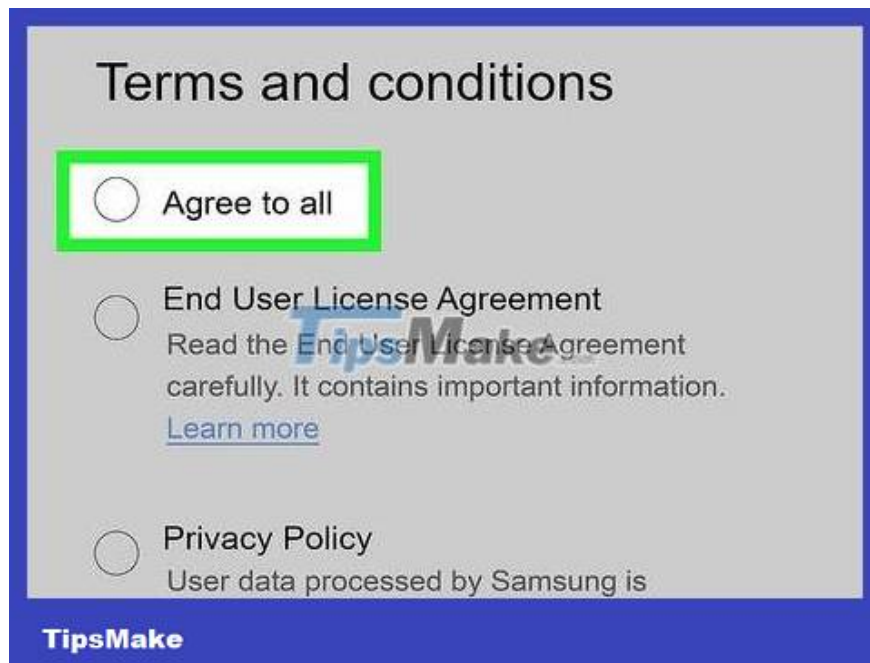 Terms and conditions
Agree to all
End User License Agreement
Read the End User License Agreement
carefully. It contains important information.
Learn more
TipsMake
Privacy Policy
User data processed by Samsung is
TipsMake